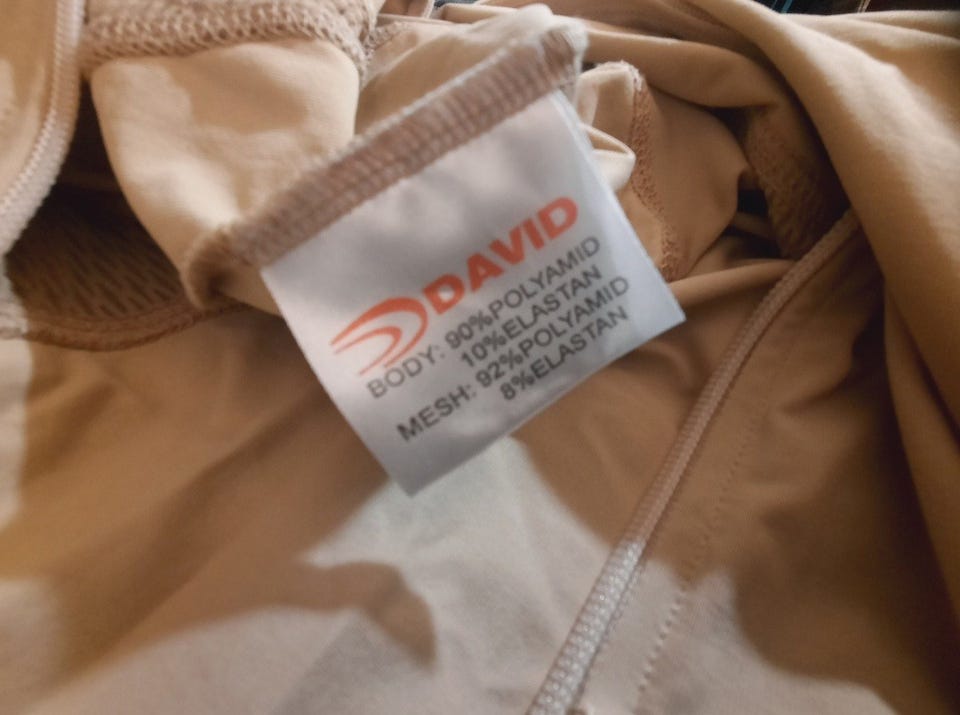 DAVID
BODY: 90%POLYAMID
10%ELASTAN
MESH: 92%POLYAMID
8%ELASTAN